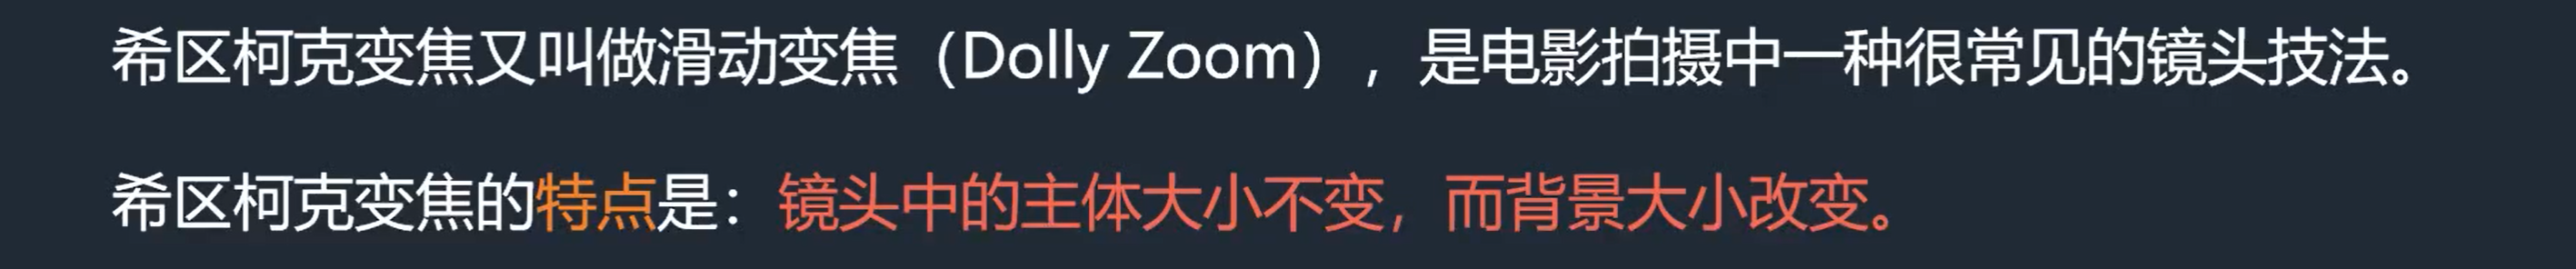 希区柯克变焦又叫做滑动变焦（Dolly Zoom），是电影拍摄中一种很常见的镜头技法。
希区柯克变焦的特点是：镜头中的主体大小不变，而背景大小改变。